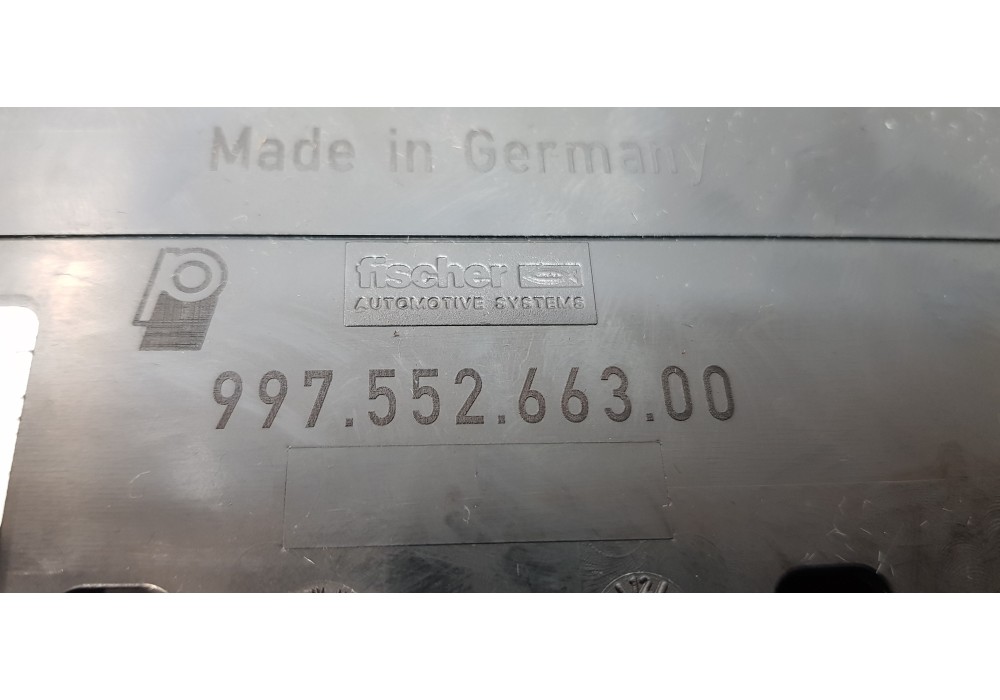 Made in Germany
fischer
AUTOMOTIVE SYSTEMS
997.552.663.00